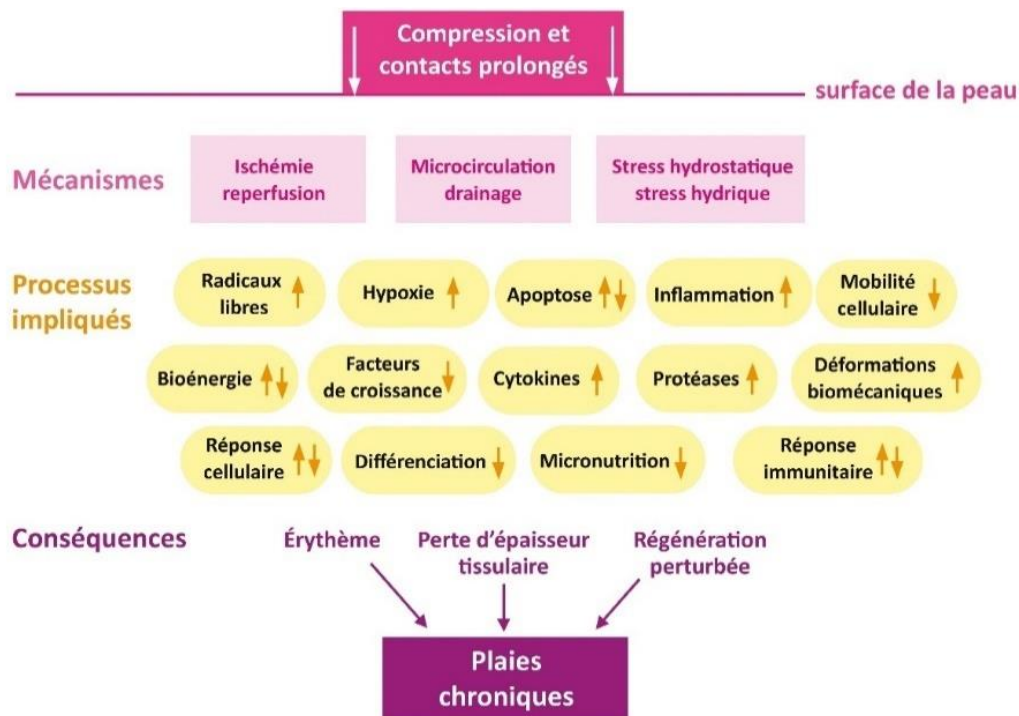 Compression et
contacts prolongés
surface de la peau
Mécanismes
Ischémie
reperfusion
Microcirculation
drainage
Stress hydrostatique
stress hydrique
Processus
impliqués
Radicaux
libres
Hypoxie
Apoptose
Inflammation
Mobilité
cellulaire
Bioénergie
Facteurs
de croissance
Cytokines
Protéases
Déformations
biomécaniques
Réponse
cellulaire
Différenciation
Micronutrition
Réponse
immunitaire
Conséquences
Érythème
Perte d’épaisseur
tissulaire
Régénération
perturbée
Plaies
chroniques